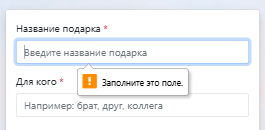 Название подарка *
Введите название подарка
Заполните это поле.
Для кого *
Например: брат, друг, коллега